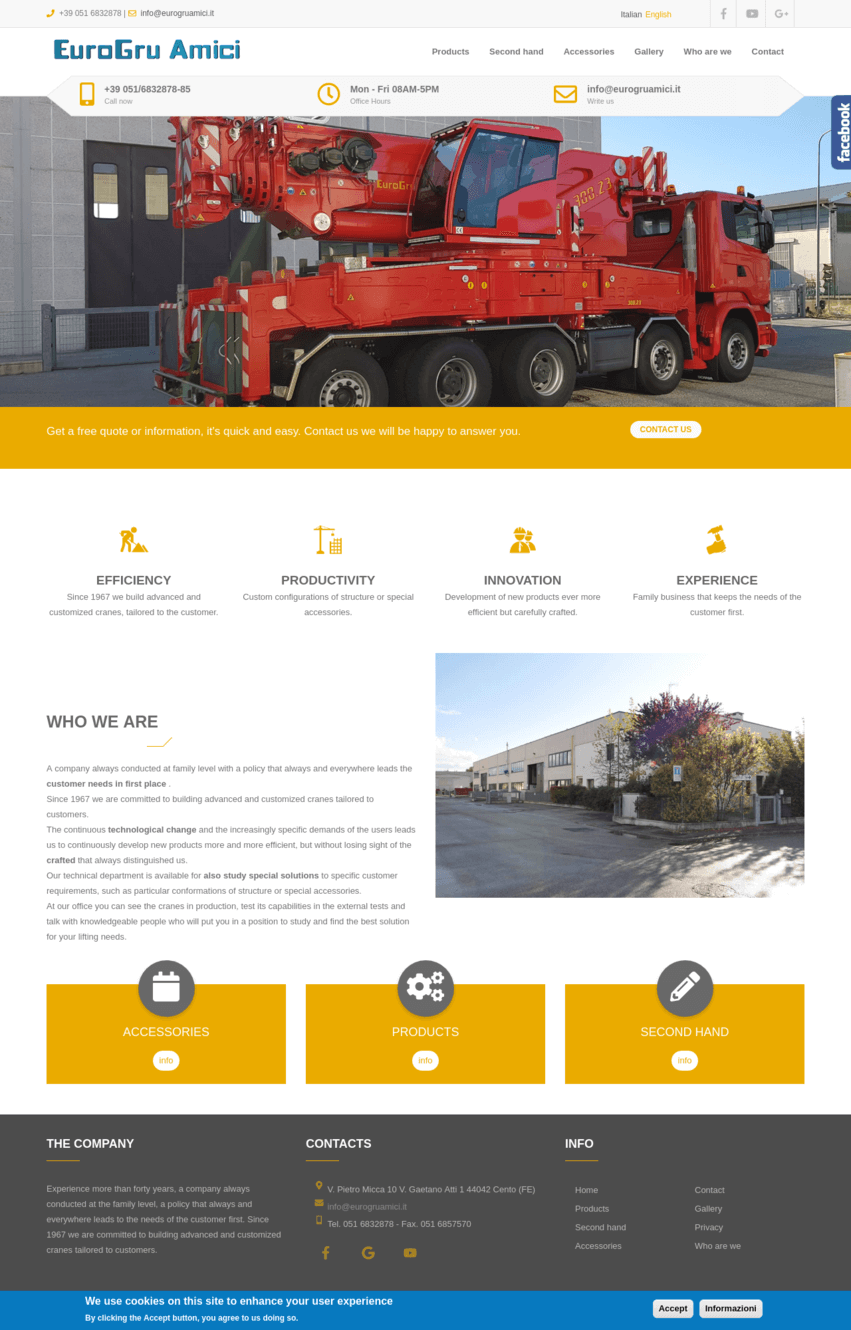 +39 051 6832878 | info@eurogruamici.it
Italian English
EuroGru Amici
Products Second hand Accessories Gallery Who are we Contact
+39 051/6832878-85
Call now
Mon - Fri 08AM-5PM
Office Hours
info@eurogruamici.it
Write us
facebook
EuroGru
300 Z3
300.Z3
Get a free quote or information, it's quick and easy. Contact us we will be happy to answer you.
CONTACT US
EFFICIENCY
Since 1967 we build advanced and
customized cranes, tailored to the customer.
PRODUCTIVITY
Custom configurations of structure or special
accessories.
INNOVATION
Development of new products ever more
efficient but carefully crafted.
EXPERIENCE
Family business that keeps the needs of the
customer first.
WHO WE ARE
A company always conducted at family level with a policy that always and everywhere leads the
customer needs in first place .
Since 1967 we are committed to building advanced and customized cranes tailored to
customers.
The continuous technological change and the increasingly specific demands of the users leads
us to continuously develop new products more and more efficient, but without losing sight of the
crafted that always distinguished us.
Our technical department is available for also study special solutions to specific customer
requirements, such as particular conformations of structure or special accessories.
At our office you can see the cranes in production, test its capabilities in the external tests and
talk with knowledgeable people who will put you in a position to study and find the best solution
for your lifting needs.
ACCESSORIES
info
PRODUCTS
info
SECOND HAND
info
THE COMPANY
Experience more than forty years, a company always
conducted at the family level, a policy that always and
everywhere leads to the needs of the customer first. Since
1967 we are committed to building advanced and customized
cranes tailored to customers.
CONTACTS
V. Pietro Micca 10 V. Gaetano Atti 1 44042 Cento (FE)
info@eurogruamici.it
Tel. 051 6832878 - Fax. 051 6857570
INFO
Home
Products
Second hand
Accessories
Contact
Gallery
Privacy
Who are we
We use cookies on this site to enhance your user experience
By clicking the Accept button, you agree to us doing so.
Accept
Informazioni